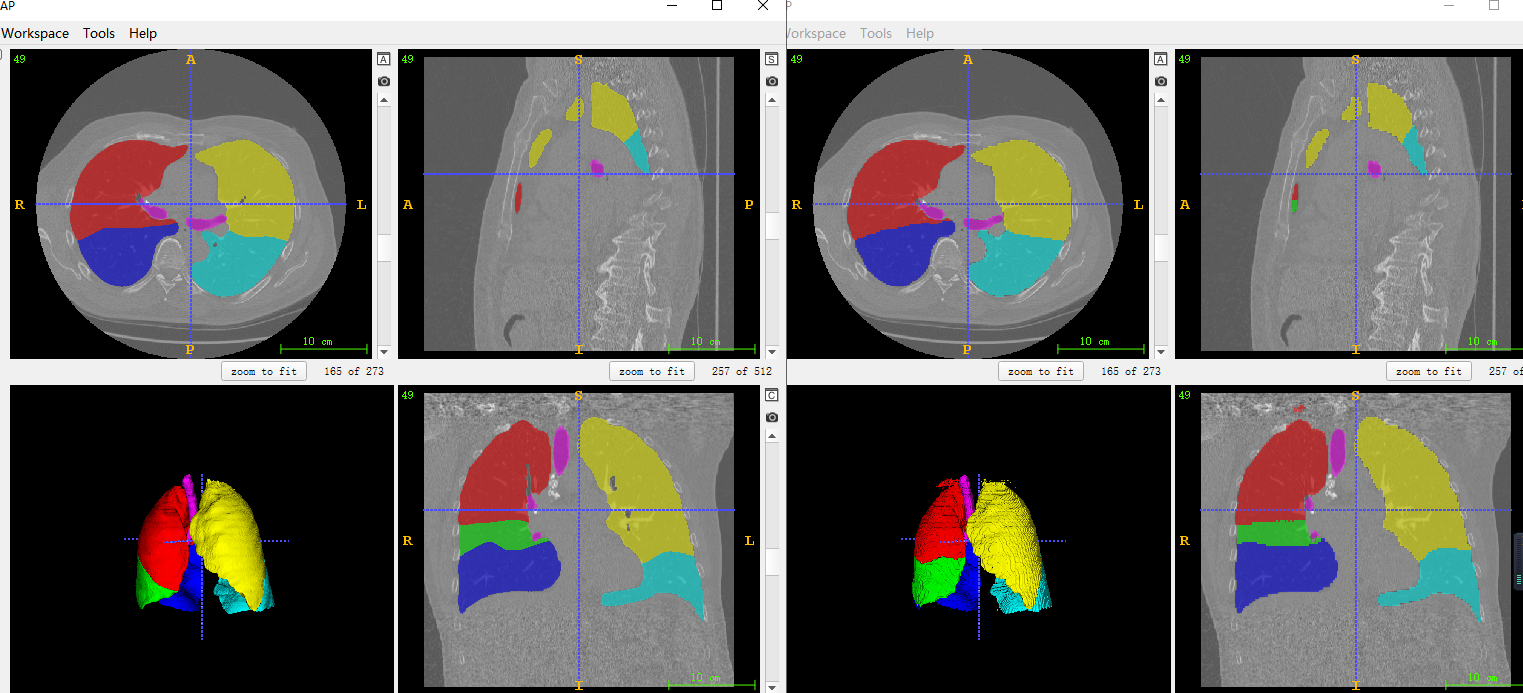 AP
P
Workspace Tools Help
Workspace Tools Help
49
A
R
L
P
10 cm
A
49
S
A
P
I
10 cm
S
49
A
R
L
P
10 cm
A
49
S
A
I
10 cm
zoom to fit 165 of 273
zoom to fit 257 of 512
zoom to fit 165 of 273
zoom to fit 257 of
49
S
R
L
I
10 cm
C
49
S
R
I
10 cm